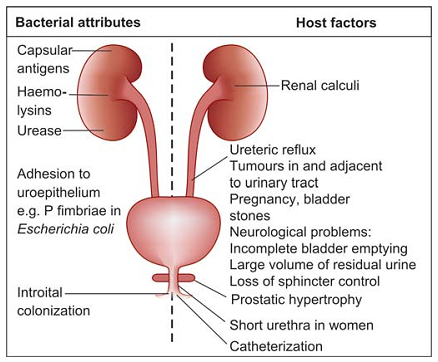 Bacterial attributes
Capsular
antigens
Haemo-
lysins
Urease
Adhesion to
uroepithelium
e.g. P fimbriae in
Escherichia coli
Introital
colonization
Host factors
Renal calculi
Ureteric reflux
Tumours in and adjacent
to urinary tract
Pregnancy, bladder
stones
Neurological problems:
Incomplete bladder emptying
Large volume of residual urine
Loss of sphincter control
Prostatic hypertrophy
Short urethra in women
Catheterization